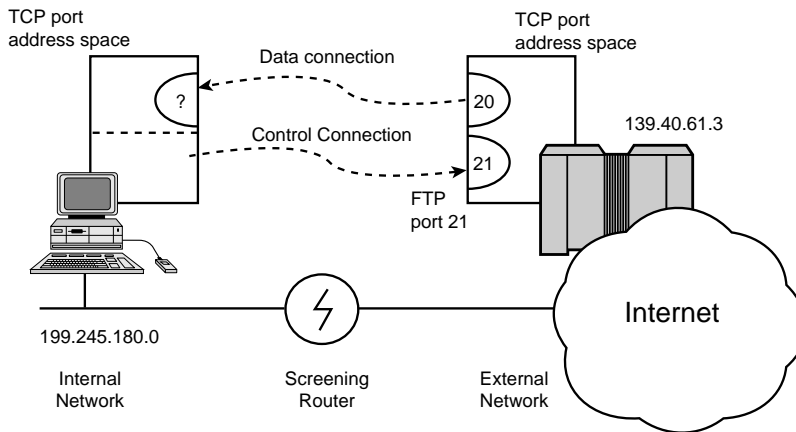 TCP port
address space
TCP port
address space
Data connection
?
20
139.40.61.3
Control Connection
21
FTP
port 21
Internet
199.245.180.0
Internal
Network
Screening
Router
External
Network